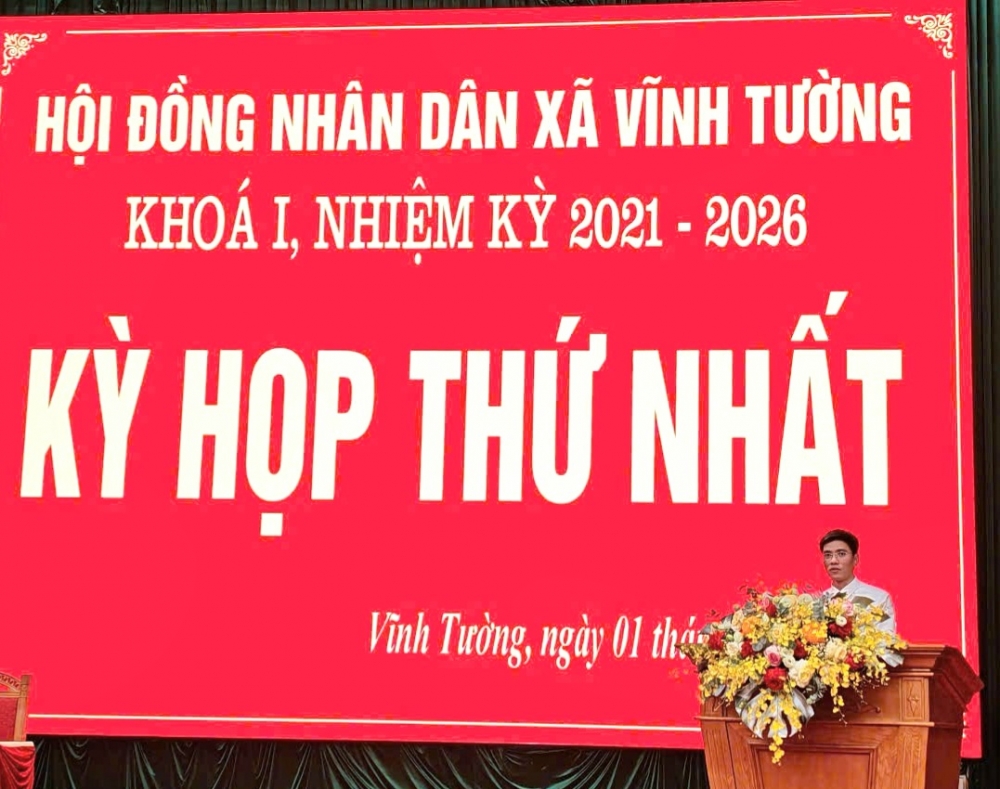 HỘI ĐỒNG NHÂN DÂN XÃ VĨNH TƯỜNG
KHOÁ I, NHIỆM KỲ 2021 - 2026
KỲ HỌP THỨ NHẤT
Vĩnh Tường, ngày 01